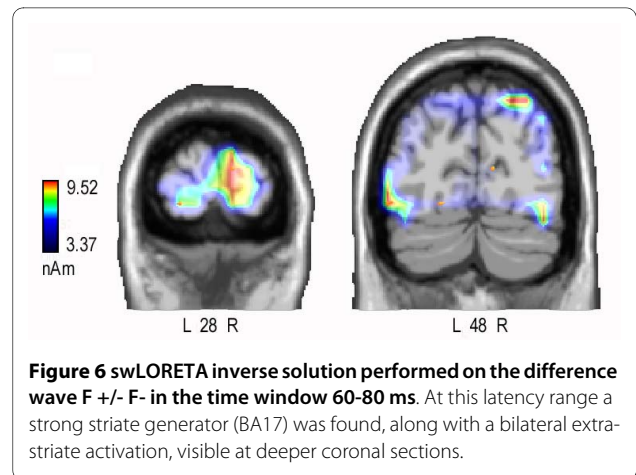 9.52
3.37
nAm
L 28 R
L 48 R
Figure 6 swLORETA inverse solution performed on the difference
wave F +/- F- in the time window 60-80 ms. At this latency range a
strong striate generator (BA17) was found, along with a bilateral extra-
striate activation, visible at deeper coronal sections.